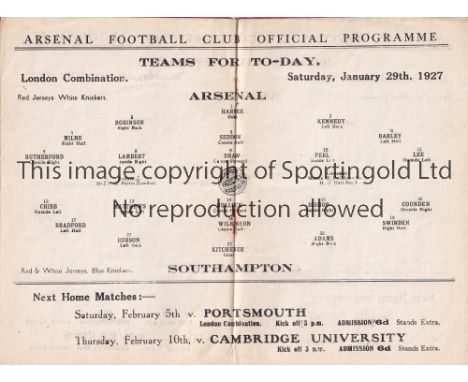 ARSENAL FOOTBALL CLUB OFFICIAL PROGRAMME
TEAMS FOR TO-DAY.
London Combination. Saturday, January 29th, 1927
Red Jerseys White Knickers. ARSENAL
HARPER
Goal
ROBINSON KENNEDY
Right Back Left Back
MILNE SEDDON BARLEY
Right Half Centre Half Left Half
RUTHERFORD LAMBERT SHAW PEEL LEE
Outside Right Inside Right Centre Forward Inside Left Outside Left
This image copyright of Sportingold Ltd
No reproduction allowed
CRIBB BISHOP COUNDEN
Outside Left Outside Right
BRADFORD WILKINSON SWINDEN
Left Half Centre Half Right Half
HOBSON ADAMS
Left Back Right Back
KITCHENER
Goal
Red & White Jerseys. Blue Knickers. SOUTHAMPTON
Next Home Matches:—
Saturday, February 5th v. PORTSMOUTH
London Combination. Kick off 3 p.m. ADMISSION 6d Stands Extra.
Thursday, February 10th, v. CAMBRIDGE UNIVERSITY
Kick off 3 p.m. ADMISSION 6d Stands Extra.